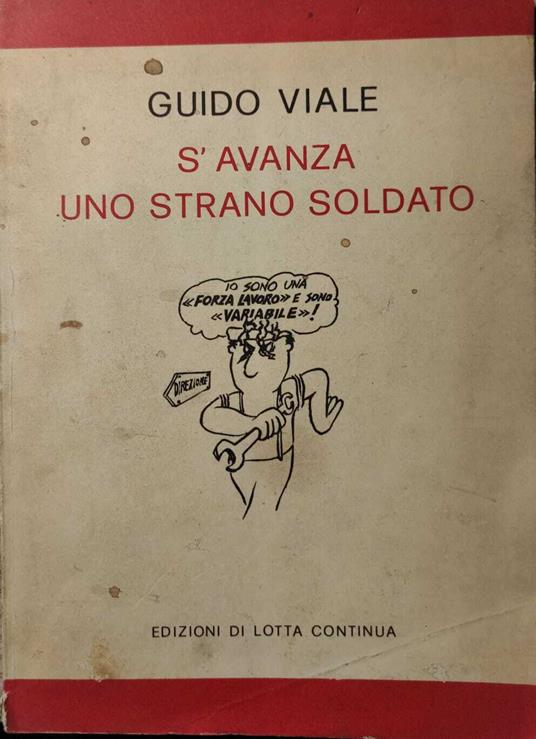 GUIDO VIALE
S'AVANZA
UNO STRANO SOLDATO
IO SONO UNA
«FORZA LAVORO» E SONO
«VARIABILE»!
DIREZIONE
EDIZIONI DI LOTTA CONTINUA